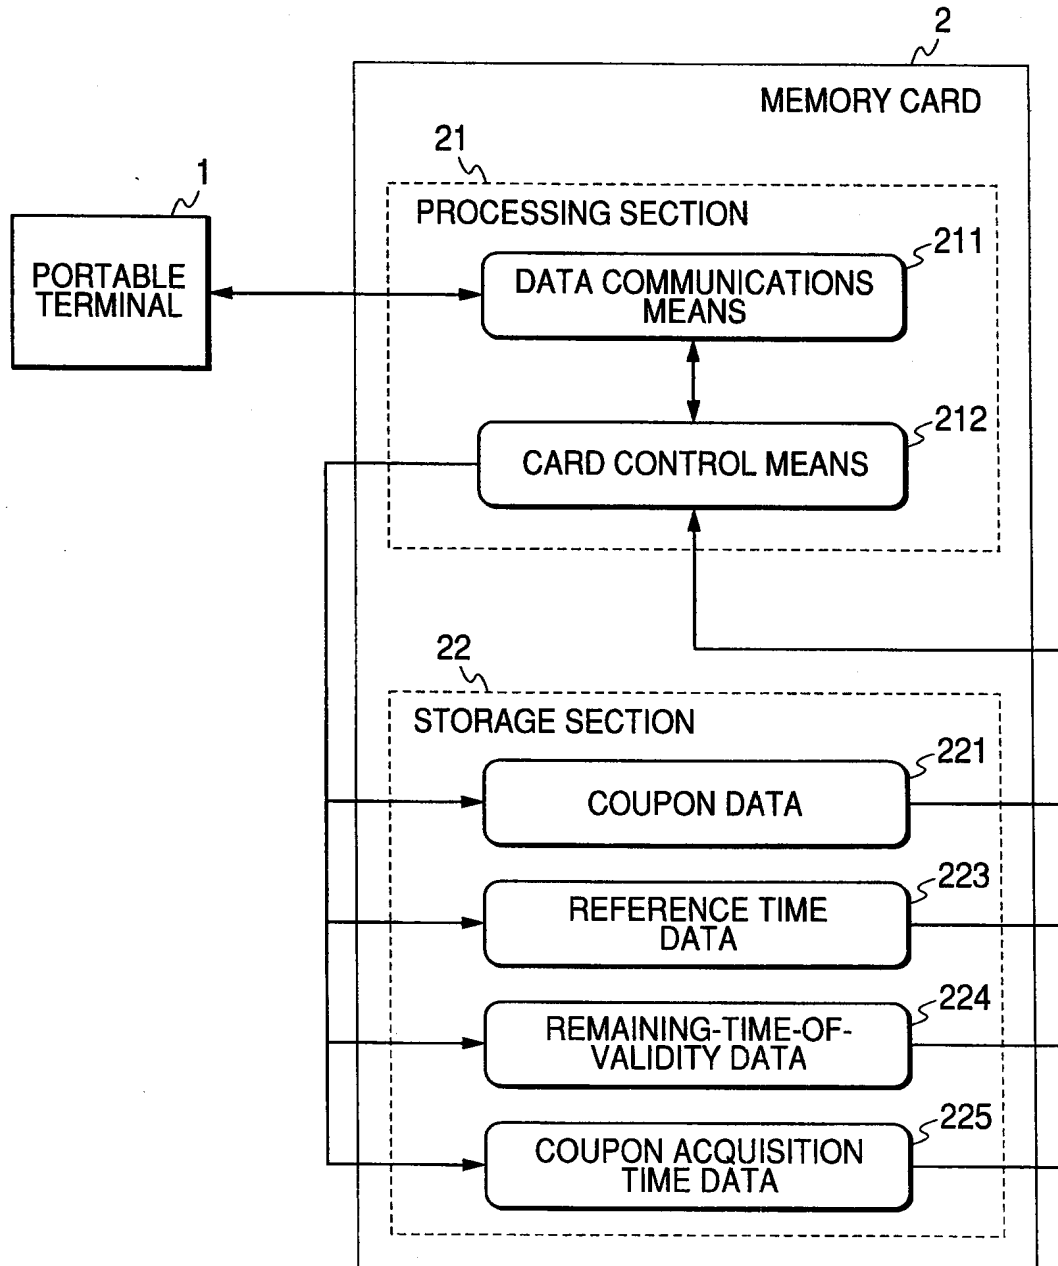 2
MEMORY CARD
21
1
PROCESSING SECTION
211
PORTABLE
TERMINAL
DATA COMMUNICATIONS
MEANS
212
CARD CONTROL MEANS
22
STORAGE SECTION
221
COUPON DATA
223
REFERENCE TIME
DATA
224
REMAINING-TIME-OF-
VALIDITY DATA
225
COUPON ACQUISITION
TIME DATA